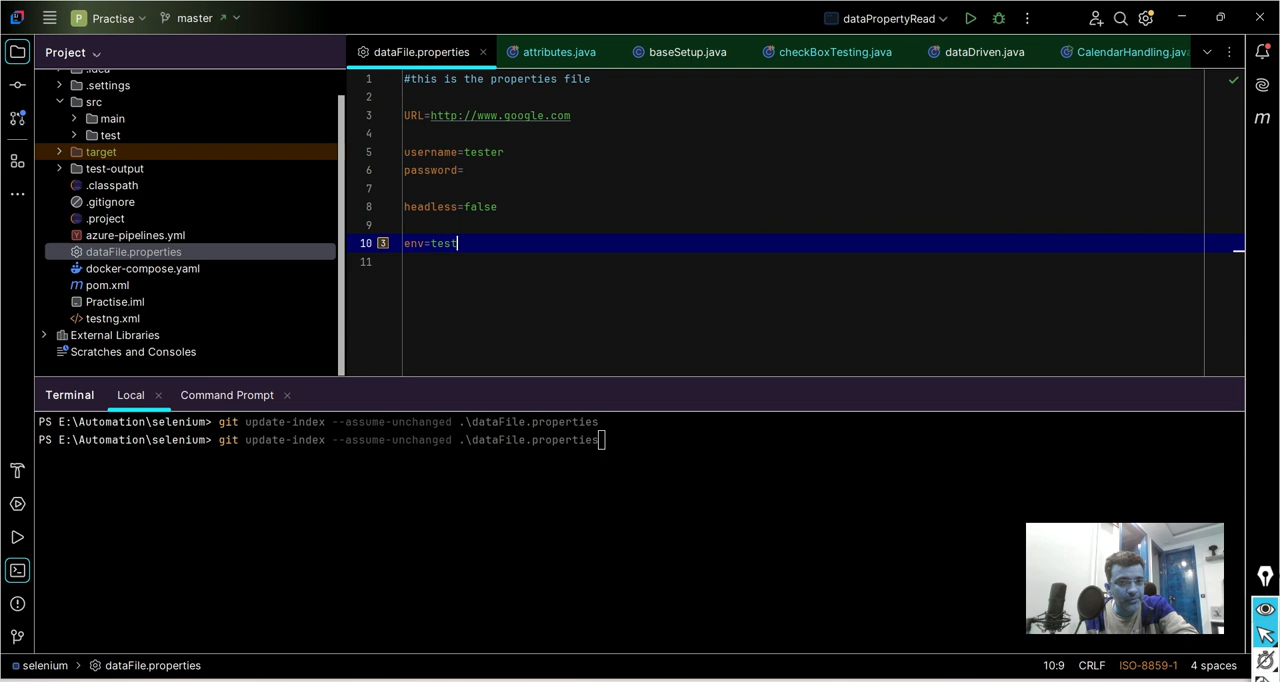 P Practise
master
dataPropertyRead
Project
dataFile.properties
attributes.java
baseSetup.java
checkBoxTesting.java
dataDriven.java
CalendarHandling.java
.idea
.settings
src
main
test
target
test-output
.classpath
.gitignore
.project
azure-pipelines.yml
dataFile.properties
docker-compose.yaml
m pom.xml
Practise.iml
</> testng.xml
External Libraries
Scratches and Consoles
1 #this is the properties file
2
3 URL=http://www.google.com
4
5 username=tester
6 password=
7
8 headless=false
9
10 3 env=test
11
m
Terminal
Local
Command Prompt
PS E:\Automation\selenium> git update-index --assume-unchanged .\dataFile.properties
PS E:\Automation\selenium> git update-index --assume-unchanged .\dataFile.properties
selenium > dataFile.properties
10:9 CRLF ISO-8859-1 4 spaces